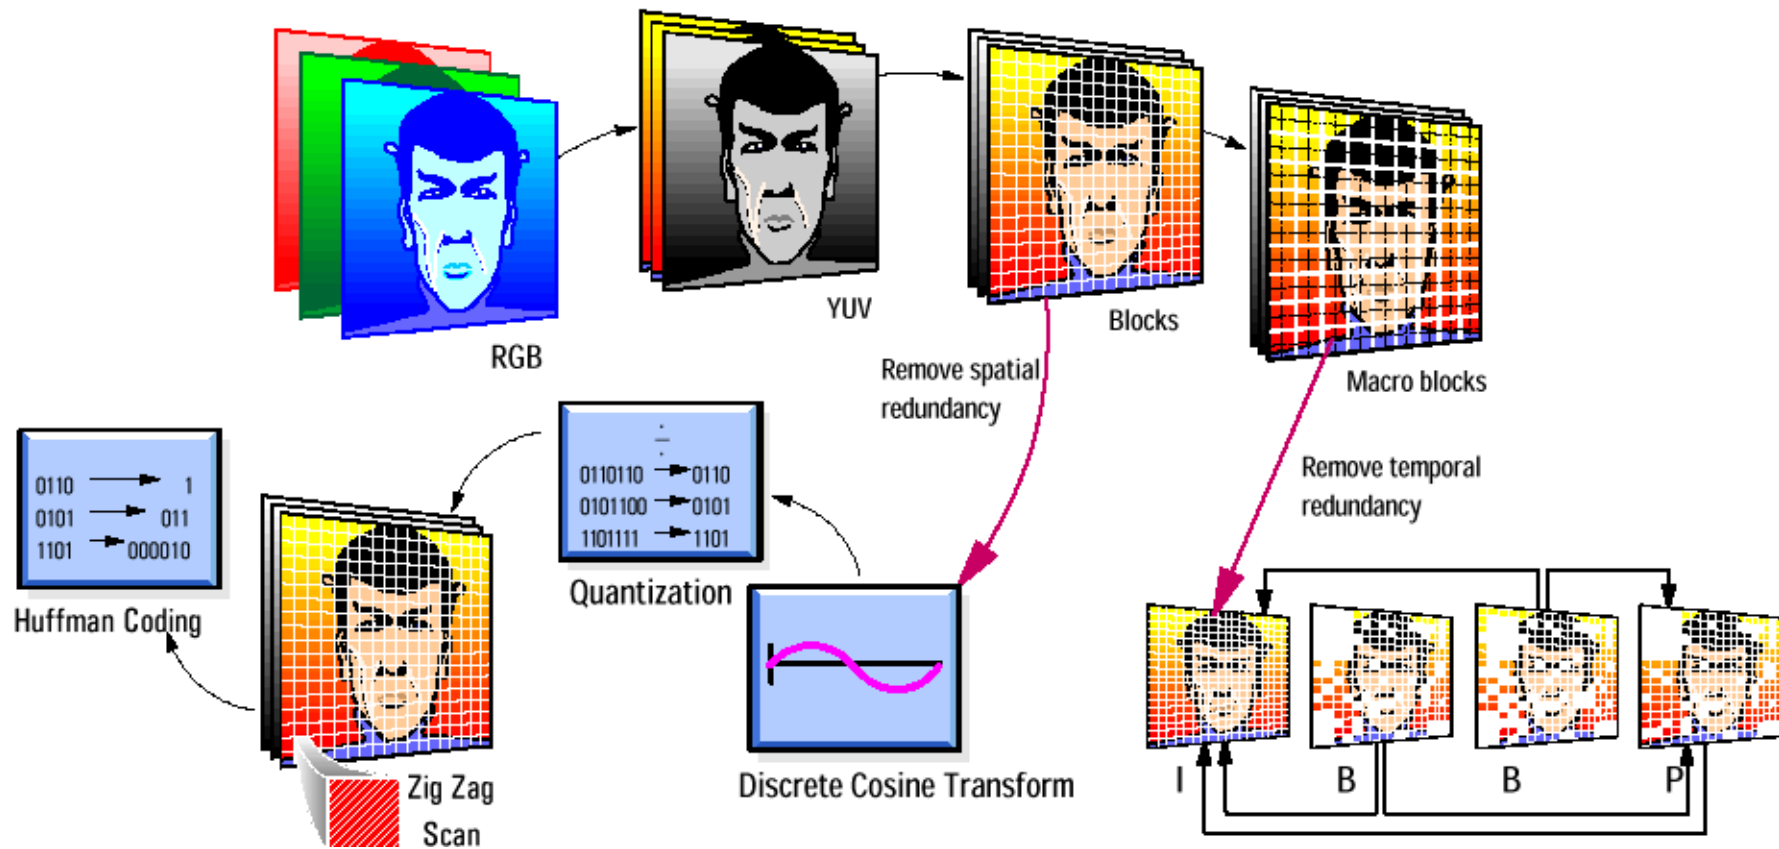 RGB
YUV
Blocks
Macro blocks
Remove spatial
redundancy
Remove temporal
redundancy
0110 1
0101 011
1101 000010
Huffman Coding
0110110 0110
0101100 0101
1101111 1101
Quantization
Discrete Cosine Transform
Zig Zag
Scan
I B B P